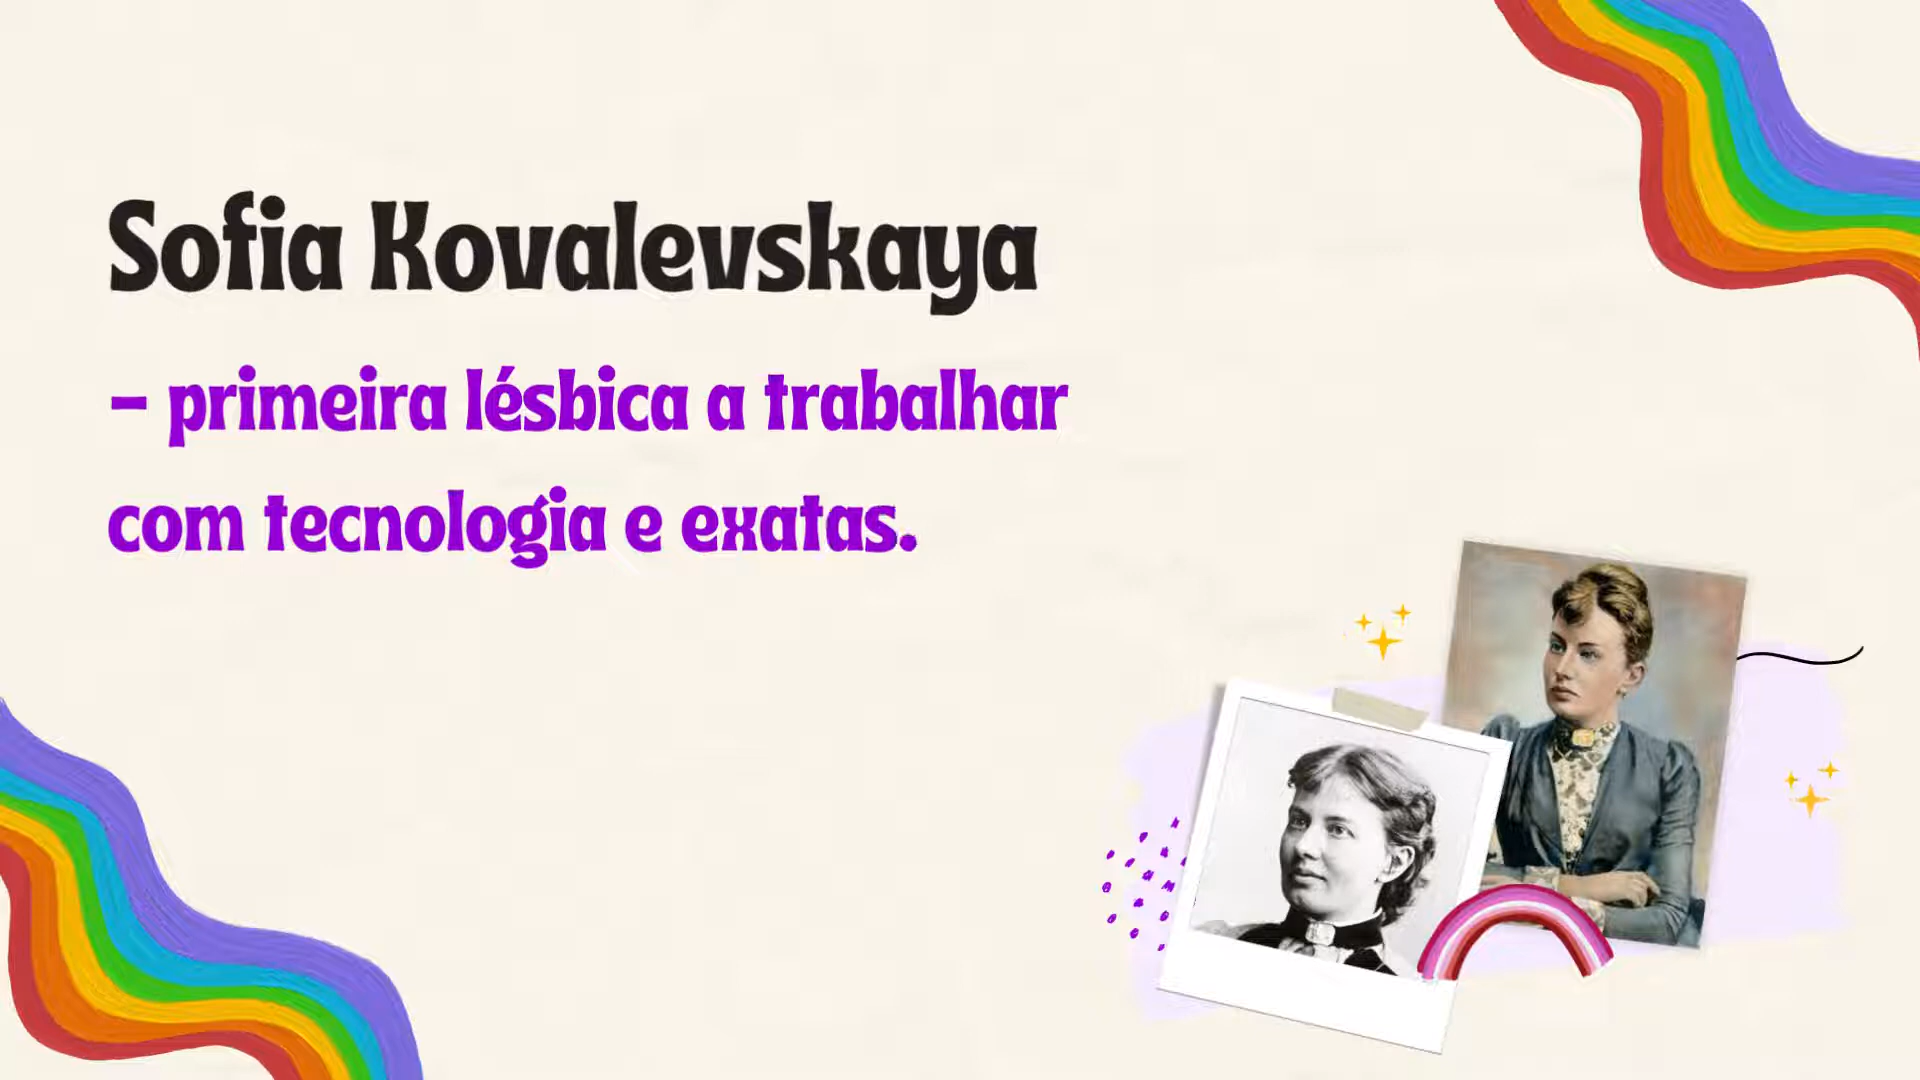 Sofia Kovalevskaya
- primeira lésbica a trabalhar
com tecnologia e exatas.